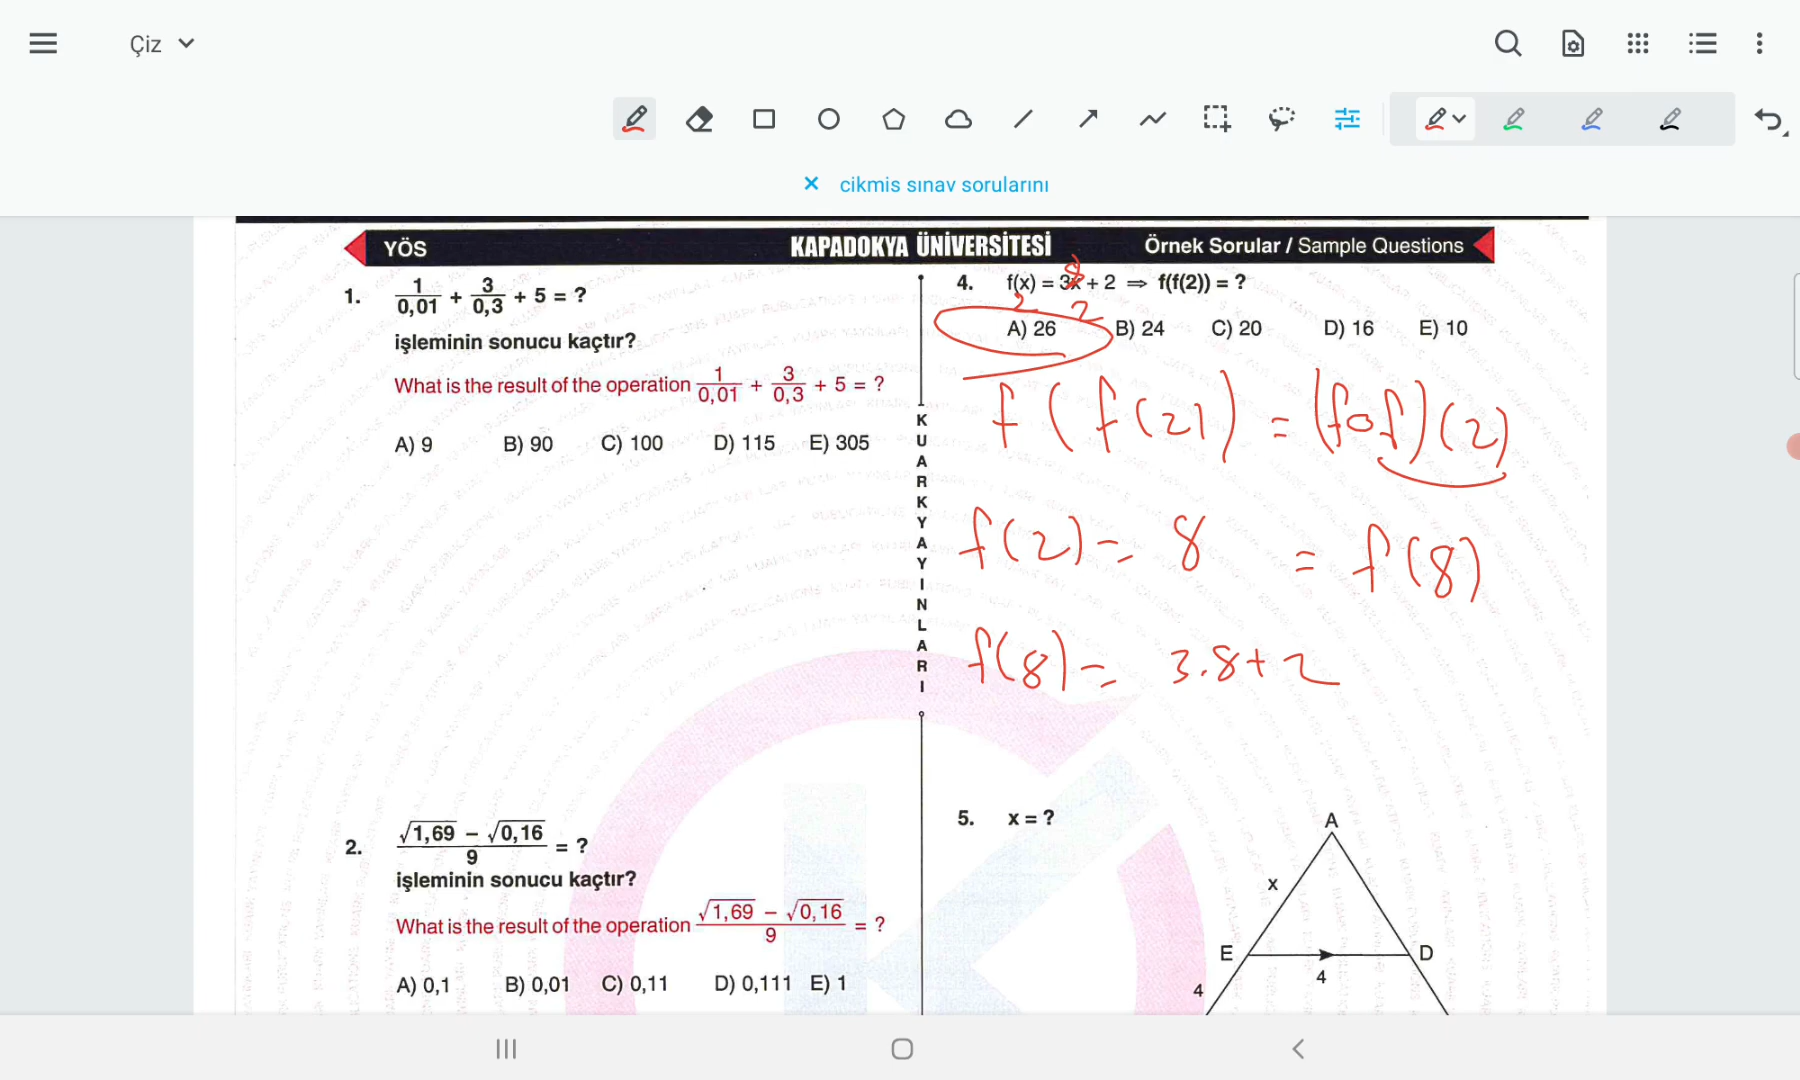 Çiz
cikmis sınav sorularını
YÖS
KAPADOKYA ÜNİVERSİTESİ
Örnek Sorular / Sample Questions
1. 1/0,01 + 3/0,3 + 5 = ?
işleminin sonucu kaçtır?
What is the result of the operation 1/0,01 + 3/0,3 + 5 = ?
A) 9 B) 90 C) 100 D) 115 E) 305
2. (√1,69 – √0,16)/9 = ?
işleminin sonucu kaçtır?
What is the result of the operation (√1,69 – √0,16)/9 = ?
A) 0,1 B) 0,01 C) 0,11 D) 0,111 E) 1
KUARK YAYINLARI
4. f(x) = 3x + 2 ⇒ f(f(2)) = ?
8
2 2
A) 26 B) 24 C) 20 D) 16 E) 10
f(f(2)) = (fof)(2)
f(2) = 8 = f(8)
f(8) = 3.8+2
5. x = ?
A
x
E D
4
4